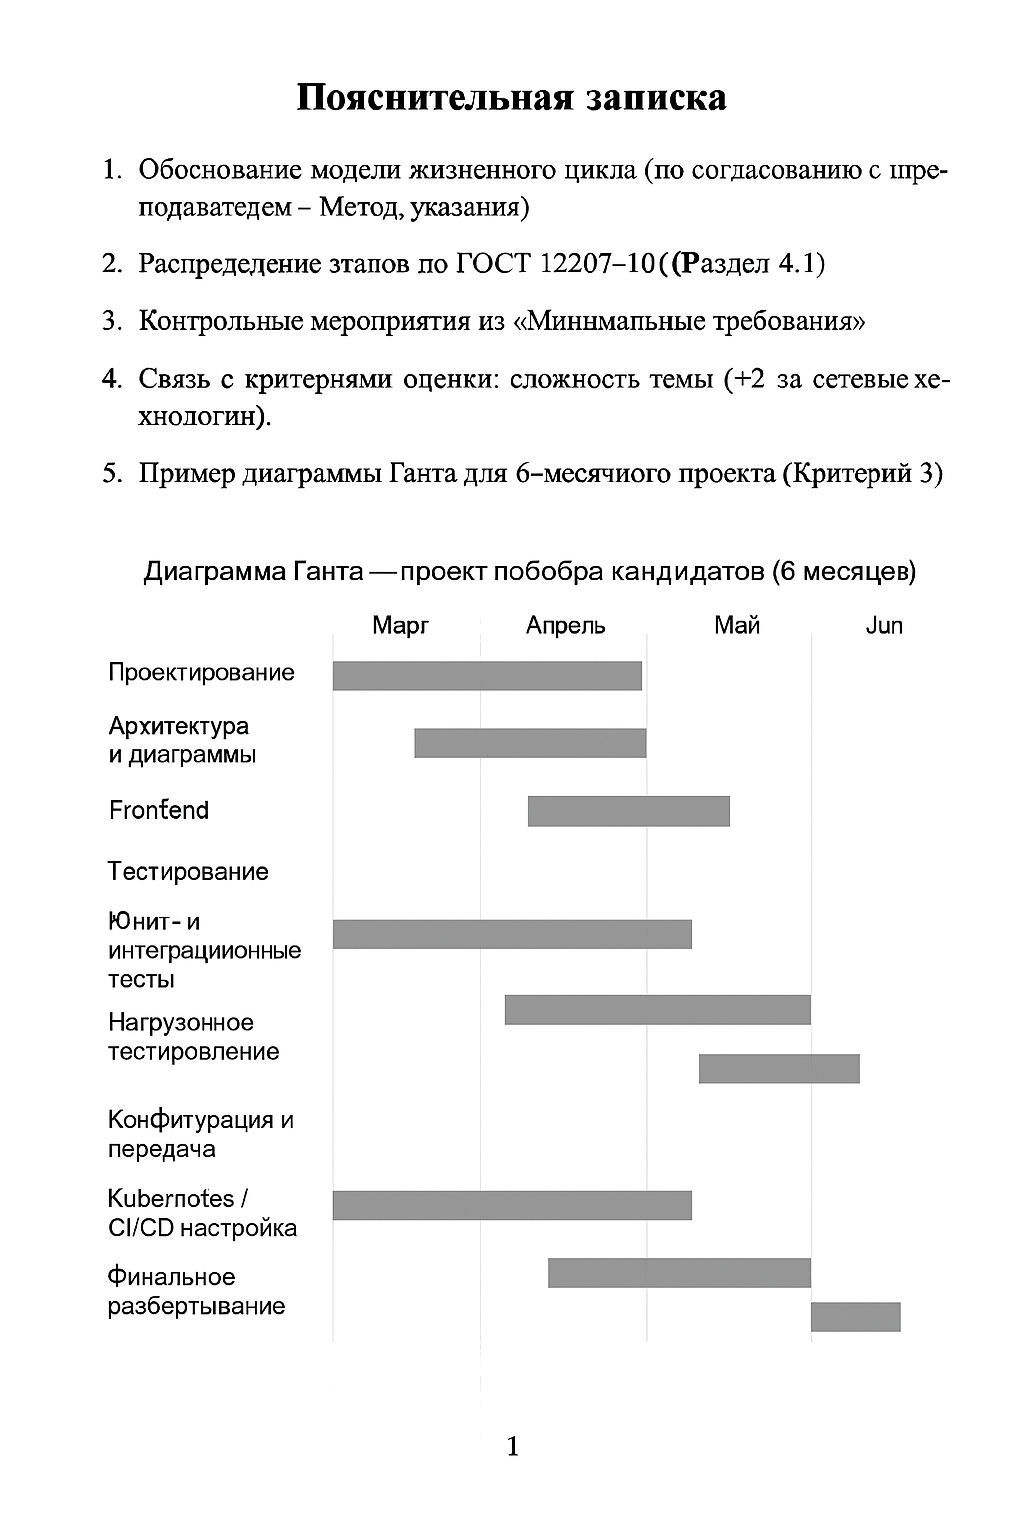 Пояснительная записка
1. Обоснование модели жизненного цикла (по согласованию с шре-
подаватедем – Метод, указания)
2. Распредедение зтапов по ГОСТ 12207–10((Раздел 4.1)
3. Контрольные мероприятия из «Миннмапьные требования»
4. Связь с критернями оценки: сложность темы (+2 за сетевые хе-
хнологин).
5. Пример диаграммы Ганта для 6–месячиого проекта (Критерий 3)
Диаграмма Ганта — проект побобра кандидатов (6 месяцев)
Марг Апрель Май Jun
Проектирование
Архитектура
и диаграммы
Fronfend
Тестирование
Юнит- и
интеграциионные
тесты
Нагрузонное
тестировление
Конфитурация и
передача
Kubernotes /
CI/CD настройка
Финальное
разбертывание
1